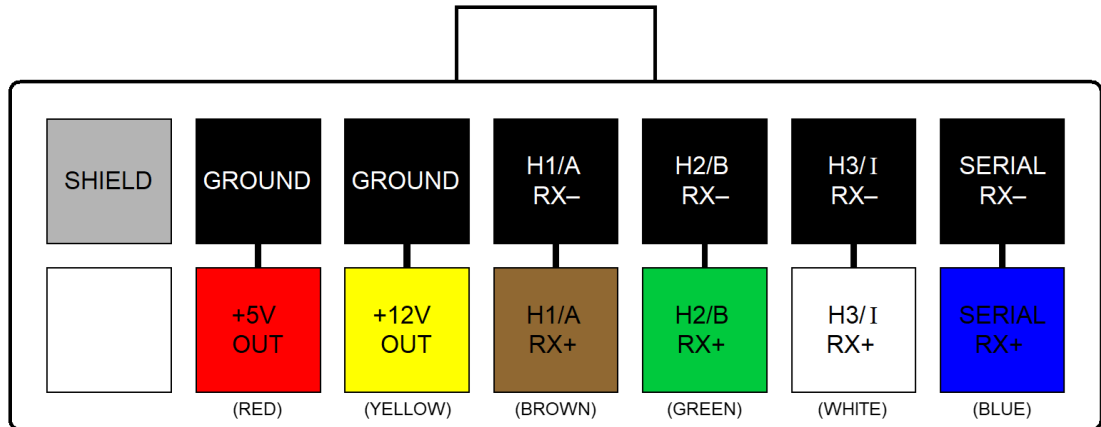 SHIELD
GROUND
GROUND
H1/A
RX–
H2/B
RX–
H3/I
RX–
SERIAL
RX–
+5V
OUT
+12V
OUT
H1/A
RX+
H2/B
RX+
H3/I
RX+
SERIAL
RX+
(RED)
(YELLOW)
(BROWN)
(GREEN)
(WHITE)
(BLUE)